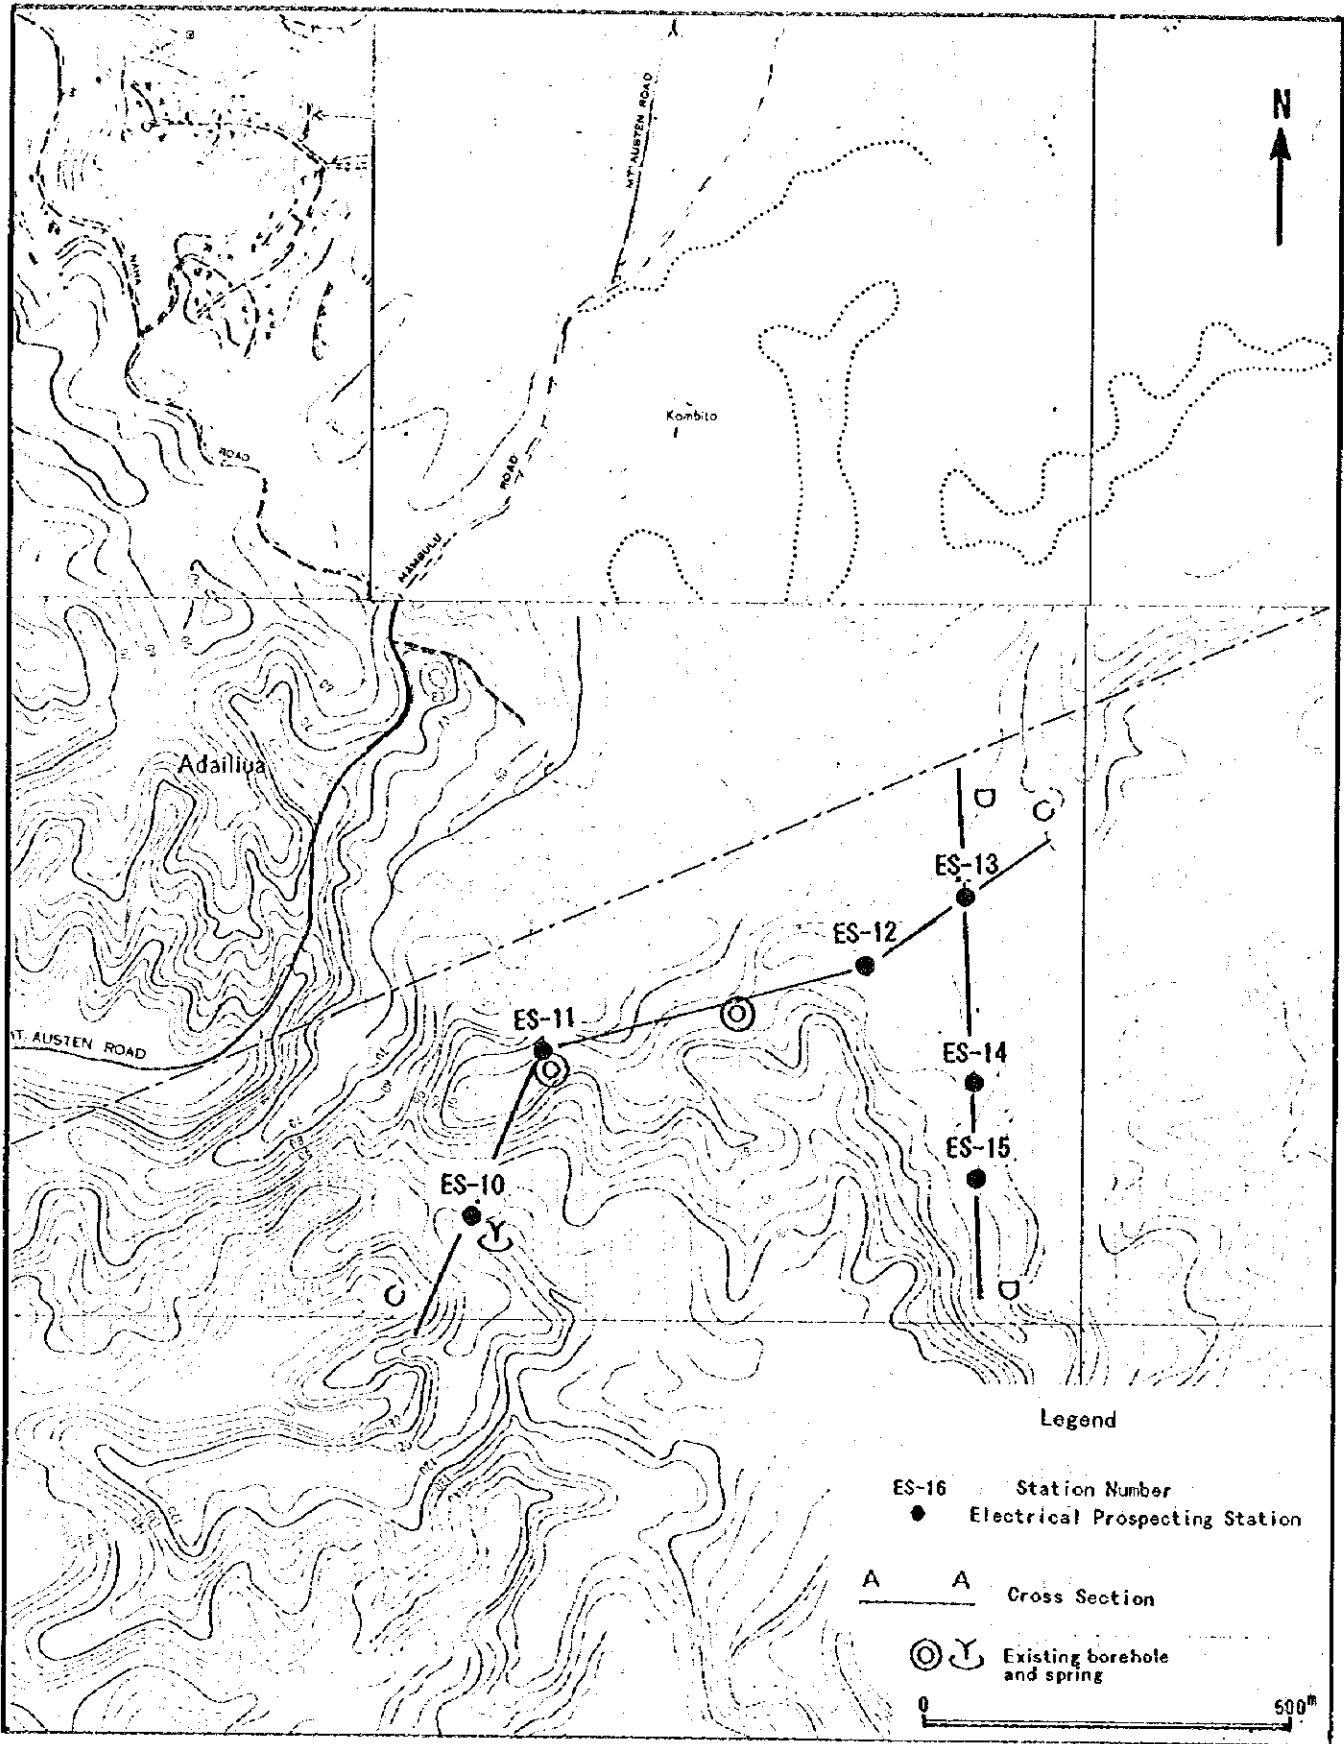 N
MT AUSTEN ROAD
NAHA
ROAD
Kombito
ROAD
MAMBULU
Adailiua
D
C
ES-13
ES-12
ES-11
T. AUSTEN ROAD
ES-14
ES-15
ES-10
C
D
Legend
ES-16 Station Number
Electrical Prospecting Station
A A Cross Section
Existing borehole
and spring
0 500m